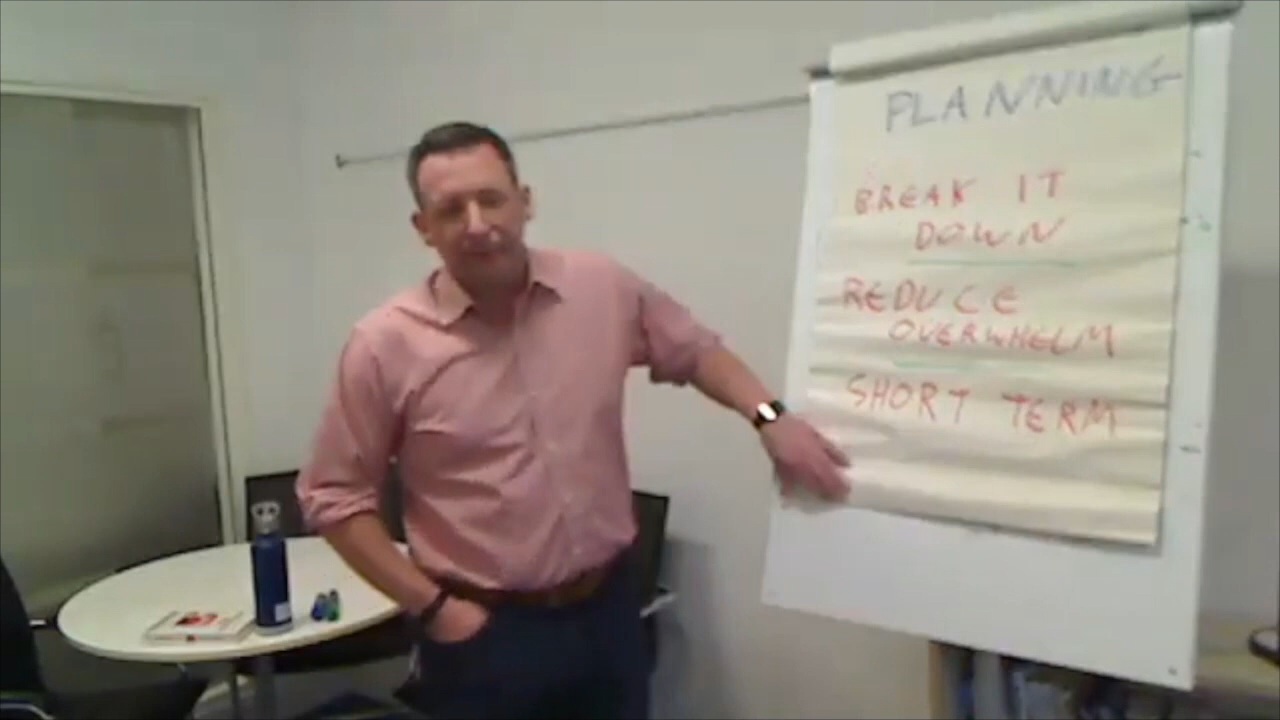 PLANNING
BREAK IT
DOWN
REDUCE
OVERWHELM
SHORT TERM